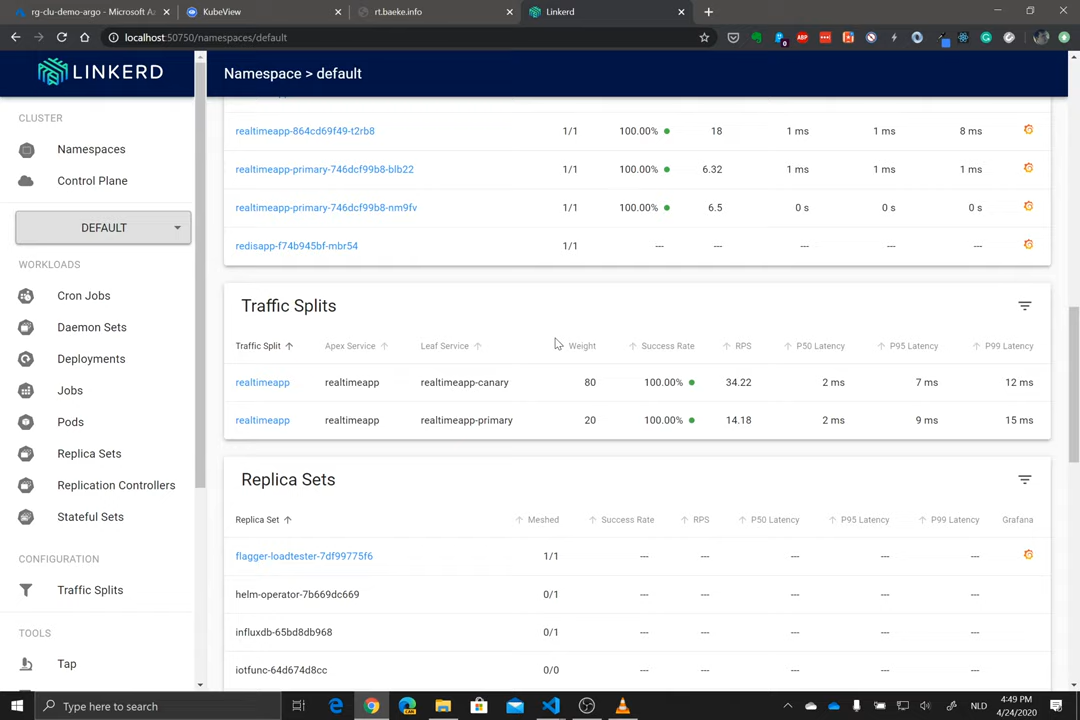 rg-clu-demo-argo - Microsoft Az
KubeView
rt.baeke.info
Linkerd
localhost:50750/namespaces/default
LINKERD
Namespace > default
CLUSTER
Namespaces
Control Plane
DEFAULT
WORKLOADS
Cron Jobs
Daemon Sets
Deployments
Jobs
Pods
Replica Sets
Replication Controllers
Stateful Sets
CONFIGURATION
Traffic Splits
TOOLS
Tap
realtimeapp-864cd69f49-t2rb8 1/1 100.00% 18 1 ms 1 ms 8 ms
realtimeapp-primary-746dcf99b8-blb22 1/1 100.00% 6.32 1 ms 1 ms 1 ms
realtimeapp-primary-746dcf99b8-nm9fv 1/1 100.00% 6.5 0 s 0 s 0 s
redisapp-f74b945bf-mbr54 1/1 --- --- --- --- ---
Traffic Splits
Traffic Split Apex Service Leaf Service Weight Success Rate RPS P50 Latency P95 Latency P99 Latency
realtimeapp realtimeapp realtimeapp-canary 80 100.00% 34.22 2 ms 7 ms 12 ms
realtimeapp realtimeapp realtimeapp-primary 20 100.00% 14.18 2 ms 9 ms 15 ms
Replica Sets
Replica Set Meshed Success Rate RPS P50 Latency P95 Latency P99 Latency Grafana
flagger-loadtester-7df99775f6 1/1 --- --- --- --- ---
helm-operator-7b669dc669 0/1 --- --- --- --- ---
influxdb-65bd8db968 0/1 --- --- --- --- ---
iotfunc-64d674d8cc 0/0 --- --- --- --- ---
Type here to search
NLD
4:49 PM
4/24/2020